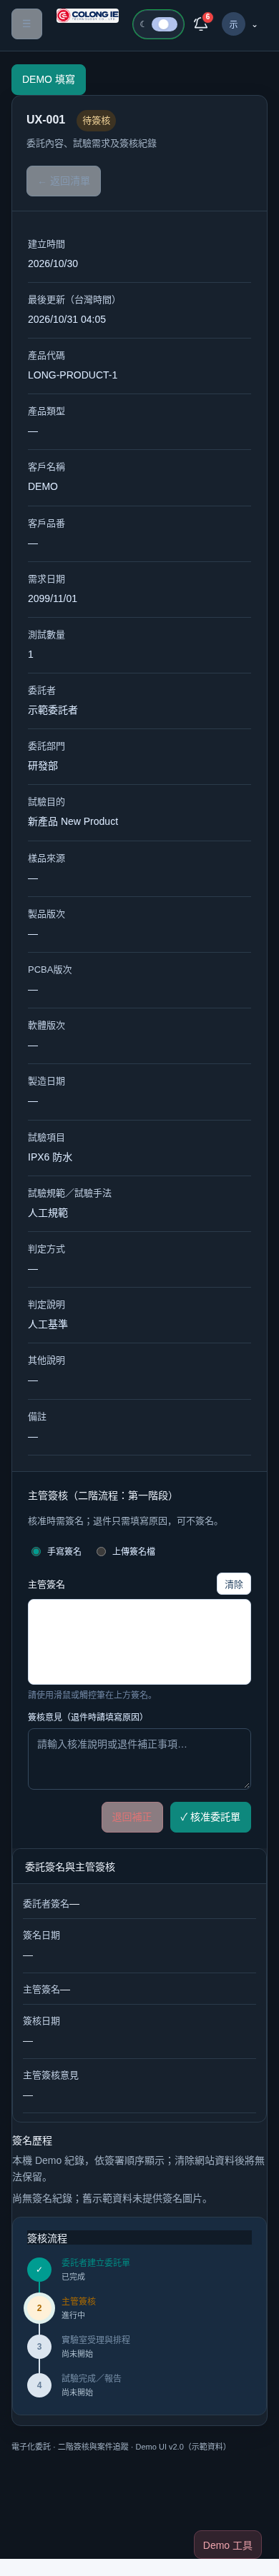 COLONG IE
6
示
DEMO 填寫
UX-001 待簽核
委託內容、試驗需求及簽核紀錄
← 返回清單
建立時間
2026/10/30
最後更新（台灣時間）
2026/10/31 04:05
產品代碼
LONG-PRODUCT-1
產品類型
—
客戶名稱
DEMO
客戶品番
—
需求日期
2099/11/01
測試數量
1
委託者
示範委託者
委託部門
研發部
試驗目的
新產品 New Product
樣品來源
—
製品版次
—
PCBA版次
—
軟體版次
—
製造日期
—
試驗項目
IPX6 防水
試驗規範／試驗手法
人工規範
判定方式
—
判定說明
人工基準
其他說明
—
備註
—
主管簽核（二階流程：第一階段）
核准時需簽名；退件只需填寫原因，可不簽名。
手寫簽名 上傳簽名檔
主管簽名 清除
請使用滑鼠或觸控筆在上方簽名。
簽核意見（退件時請填寫原因）
請輸入核准說明或退件補正事項…
退回補正 ✓ 核准委託單
委託簽名與主管簽核
委託者簽名—
簽名日期
—
主管簽名—
簽核日期
—
主管簽核意見
—
簽名歷程
本機 Demo 紀錄，依簽署順序顯示；清除網站資料後將無
法保留。
尚無簽名紀錄；舊示範資料未提供簽名圖片。
簽核流程
✓ 委託者建立委託單
已完成
2 主管簽核
進行中
3 實驗室受理與排程
尚未開始
4 試驗完成／報告
尚未開始
電子化委託 · 二階簽核與案件追蹤 · Demo UI v2.0（示範資料）
Demo 工具